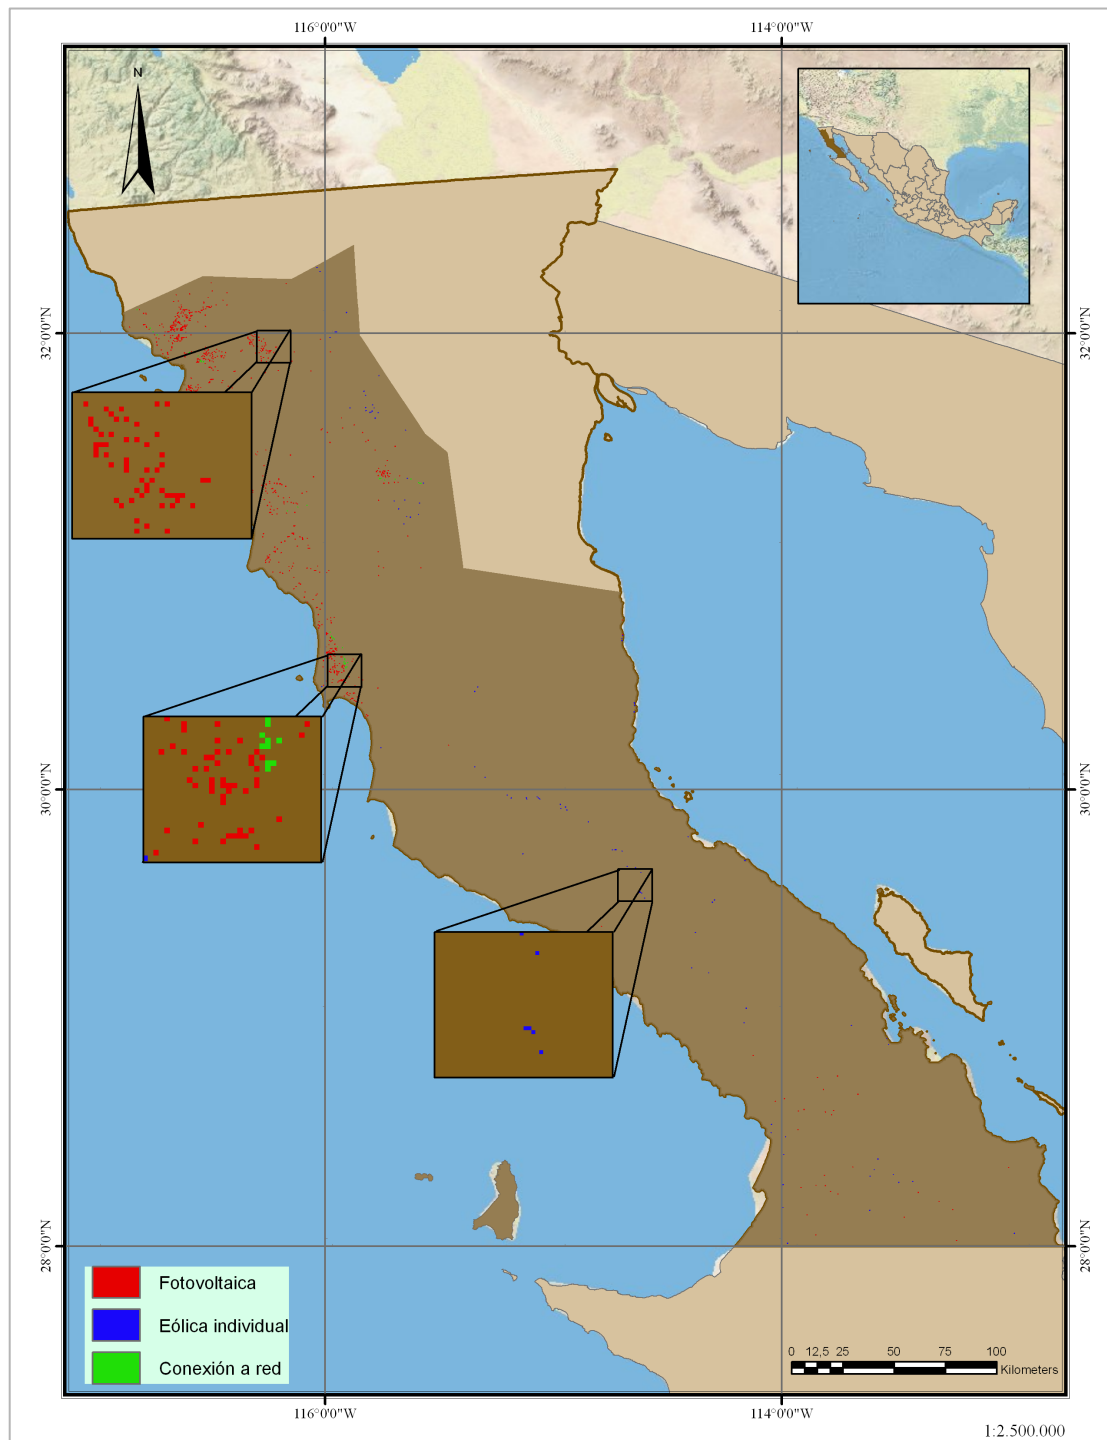 116°0'0"W
114°0'0"W
N
32°0'0"N
32°0'0"N
30°0'0"N
30°0'0"N
28°0'0"N
28°0'0"N
Fotovoltaica
Eólica individual
Conexión a red
0 12,5 25 50 75 100
Kilometers
116°0'0"W
114°0'0"W
1:2.500.000